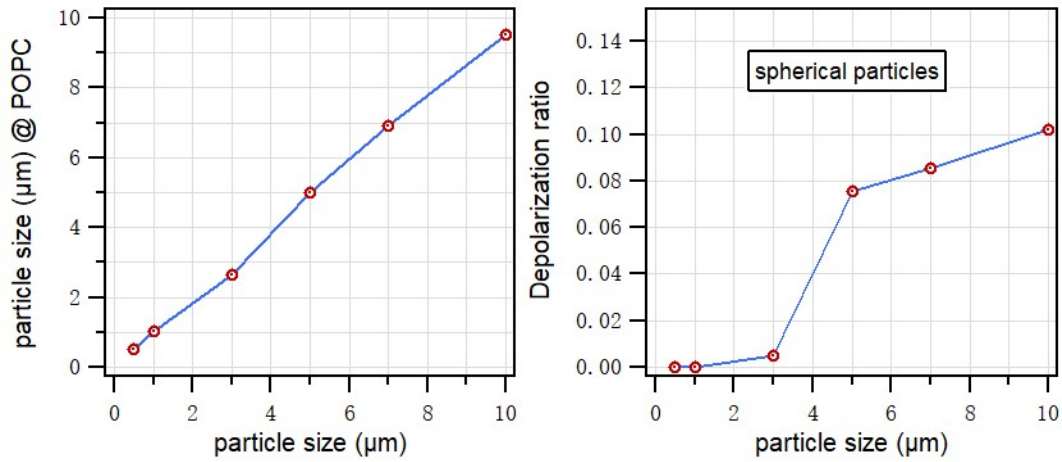 particle size (μm) @ POPC
10
8
6
4
2
0
0 2 4 6 8 10
particle size (μm)
Depolarization ratio
0.14
0.12
0.10
0.08
0.06
0.04
0.02
0.00
spherical particles
0 2 4 6 8 10
particle size (μm)